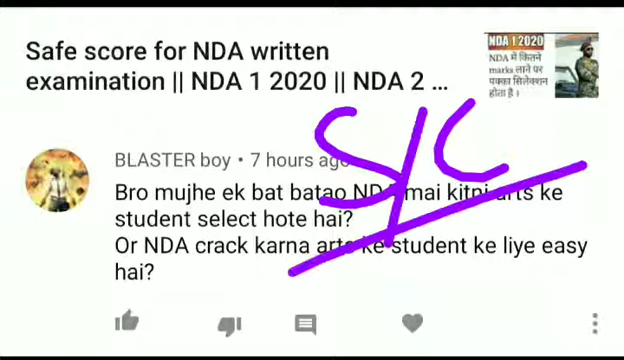 Safe score for NDA written
examination || NDA 1 2020 || NDA 2 ...
NDA 1 2020
NDA में कितने
marks लाने पर
पक्का सिलेक्शन
होता है।
BLASTER boy • 7 hours ago
Bro mujhe ek bat batao NDA mai kitni arts ke
student select hote hai?
Or NDA crack karna arts ke student ke liye easy
hai?